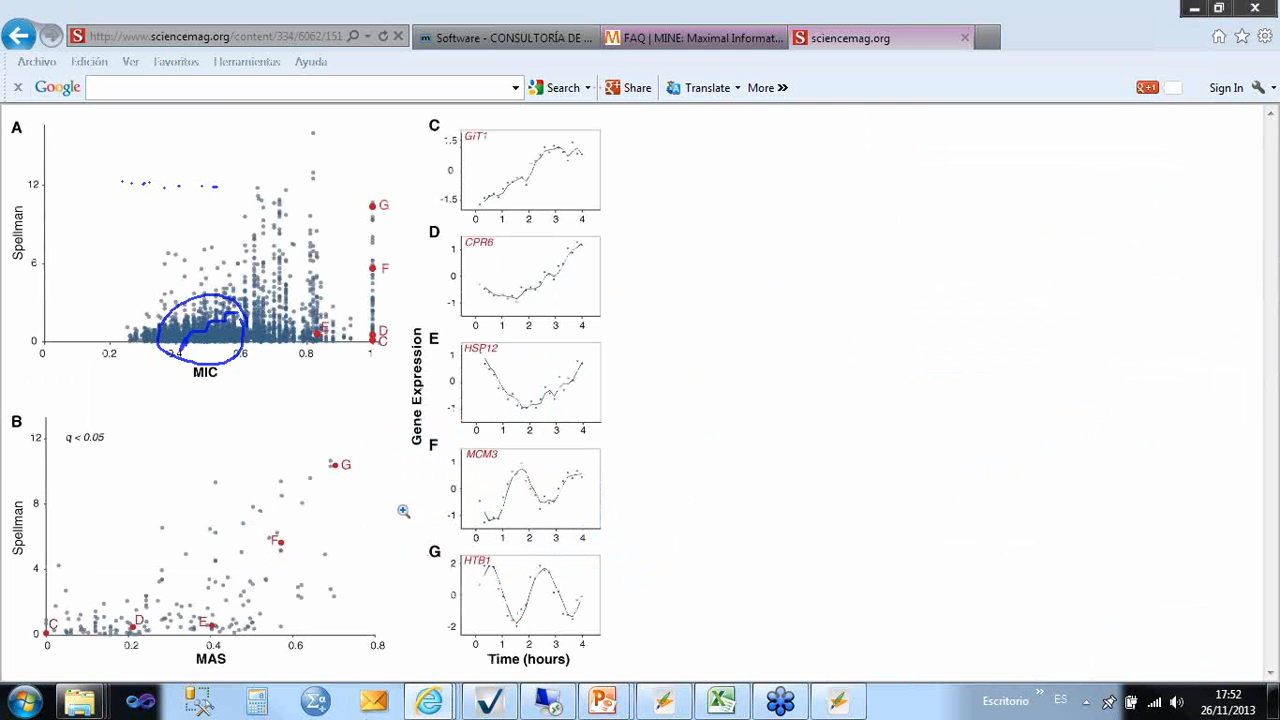 http://www.sciencemag.org/content/334/6062/151
Software - CONSULTORÍA DE ...
FAQ | MINE: Maximal Informat...
sciencemag.org
Archivo Edición Ver Favoritos Herramientas Ayuda
Google
Search
Share
Translate
More »
+1
Sign In
A
12
6
0
Spellman
0 0.2 0.4 0.6 0.8 1
MIC
G
F
E
D
C
B
q < 0.05
12
8
4
0
Spellman
0 0.2 0.4 0.6 0.8
MAS
G
F
E
D
C
Gene Expression
C
GIT1
1.5
0
-1.5
0 1 2 3 4
D
CPR6
1
0
-1
0 1 2 3 4
E
HSP12
1
0
-1
0 1 2 3 4
F
MCM3
1
0
-1
0 1 2 3 4
G
HTB1
2
0
-2
0 1 2 3 4
Time (hours)
Escritorio »
ES
17:52
26/11/2013